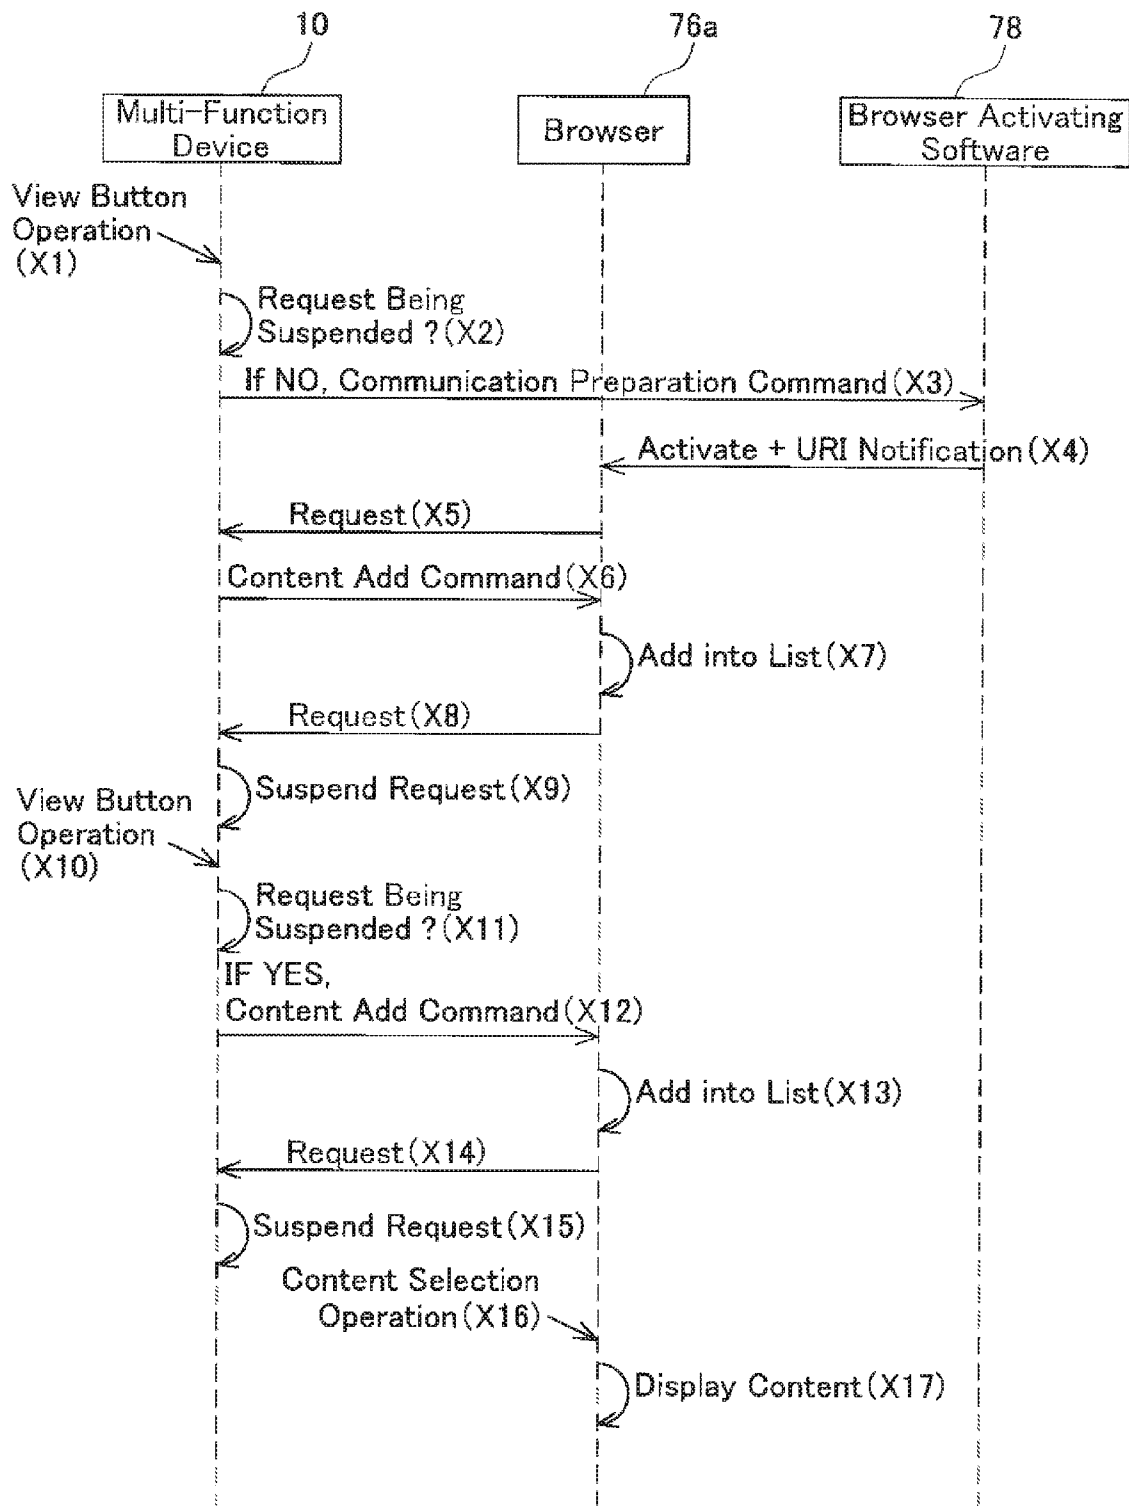 10
76a
78
Multi-Function
Device
Browser
Browser Activating
Software
View Button
Operation
(X1)
Request Being
Suspended ?(X2)
If NO, Communication Preparation Command(X3)
Activate + URI Notification(X4)
Request(X5)
Content Add Command(X6)
Add into List(X7)
Request(X8)
Suspend Request(X9)
View Button
Operation
(X10)
Request Being
Suspended ?(X11)
IF YES,
Content Add Command(X12)
Add into List(X13)
Request(X14)
Suspend Request(X15)
Content Selection
Operation(X16)
Display Content(X17)